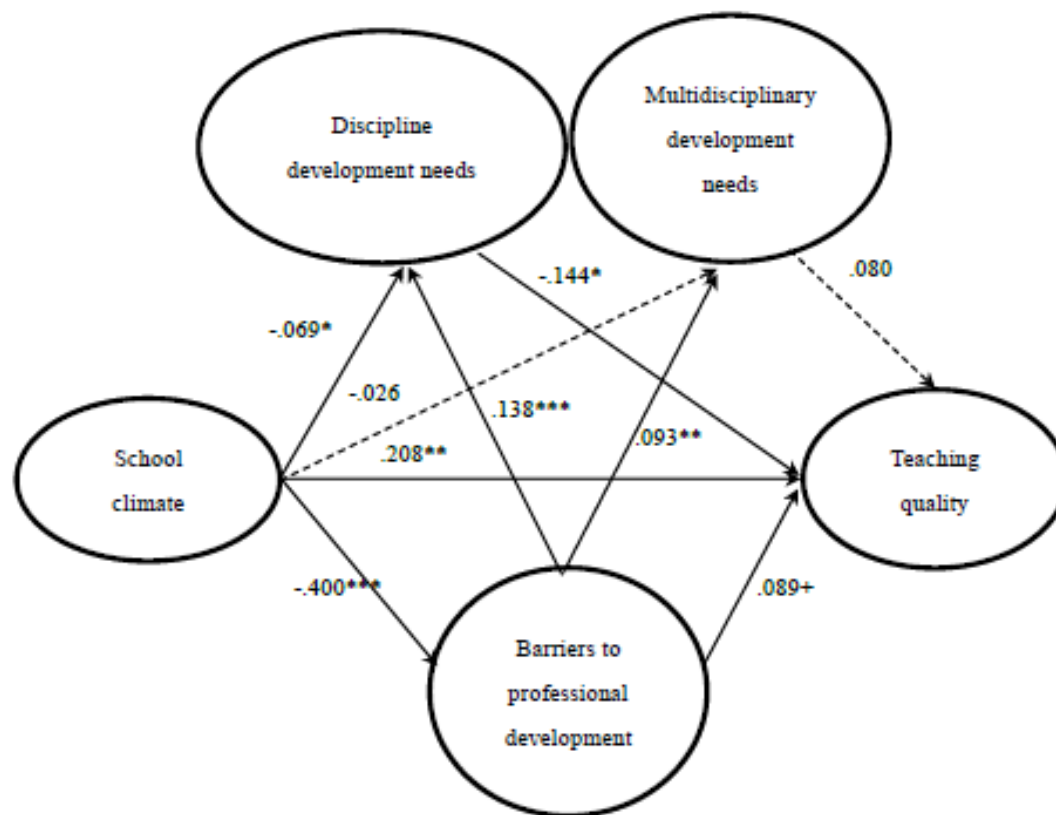 Discipline
development needs
Multidisciplinary
development
needs
-.144*
.080
-.069*
-.026
.138***
.093**
.208**
School
climate
Teaching
quality
-.400***
.089+
Barriers to
professional
development